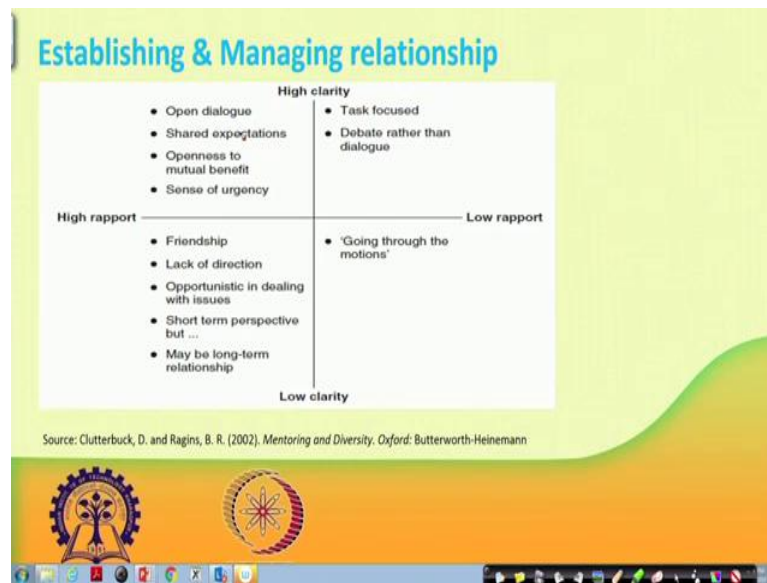 Establishing & Managing relationship
High clarity
• Open dialogue
• Shared expectations
• Openness to
mutual benefit
• Sense of urgency
• Task focused
• Debate rather than
dialogue
High rapport
Low rapport
• Friendship
• Lack of direction
• Opportunistic in dealing
with issues
• Short term perspective
but ...
• May be long-term
relationship
• 'Going through the
motions'
Low clarity
Source: Clutterbuck, D. and Ragins, B. R. (2002). Mentoring and Diversity. Oxford: Butterworth-Heinemann